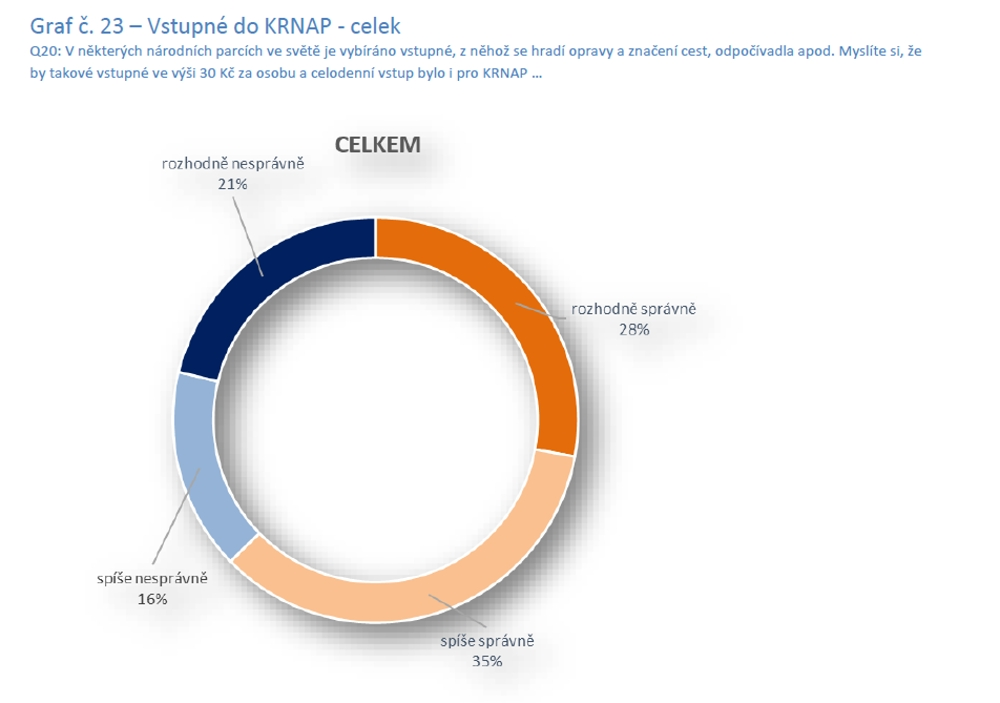 Graf č. 23 – Vstupné do KRNAP - celek
Q20: V některých národních parcích ve světě je vybíráno vstupné, z něhož se hradí opravy a značení cest, odpočívadla apod. Myslíte si, že
by takové vstupné ve výši 30 Kč za osobu a celodenní vstup bylo i pro KRNAP ...
CELKEM
rozhodně nesprávně
21%
rozhodně správně
28%
spíše nesprávně
16%
spíše správně
35%